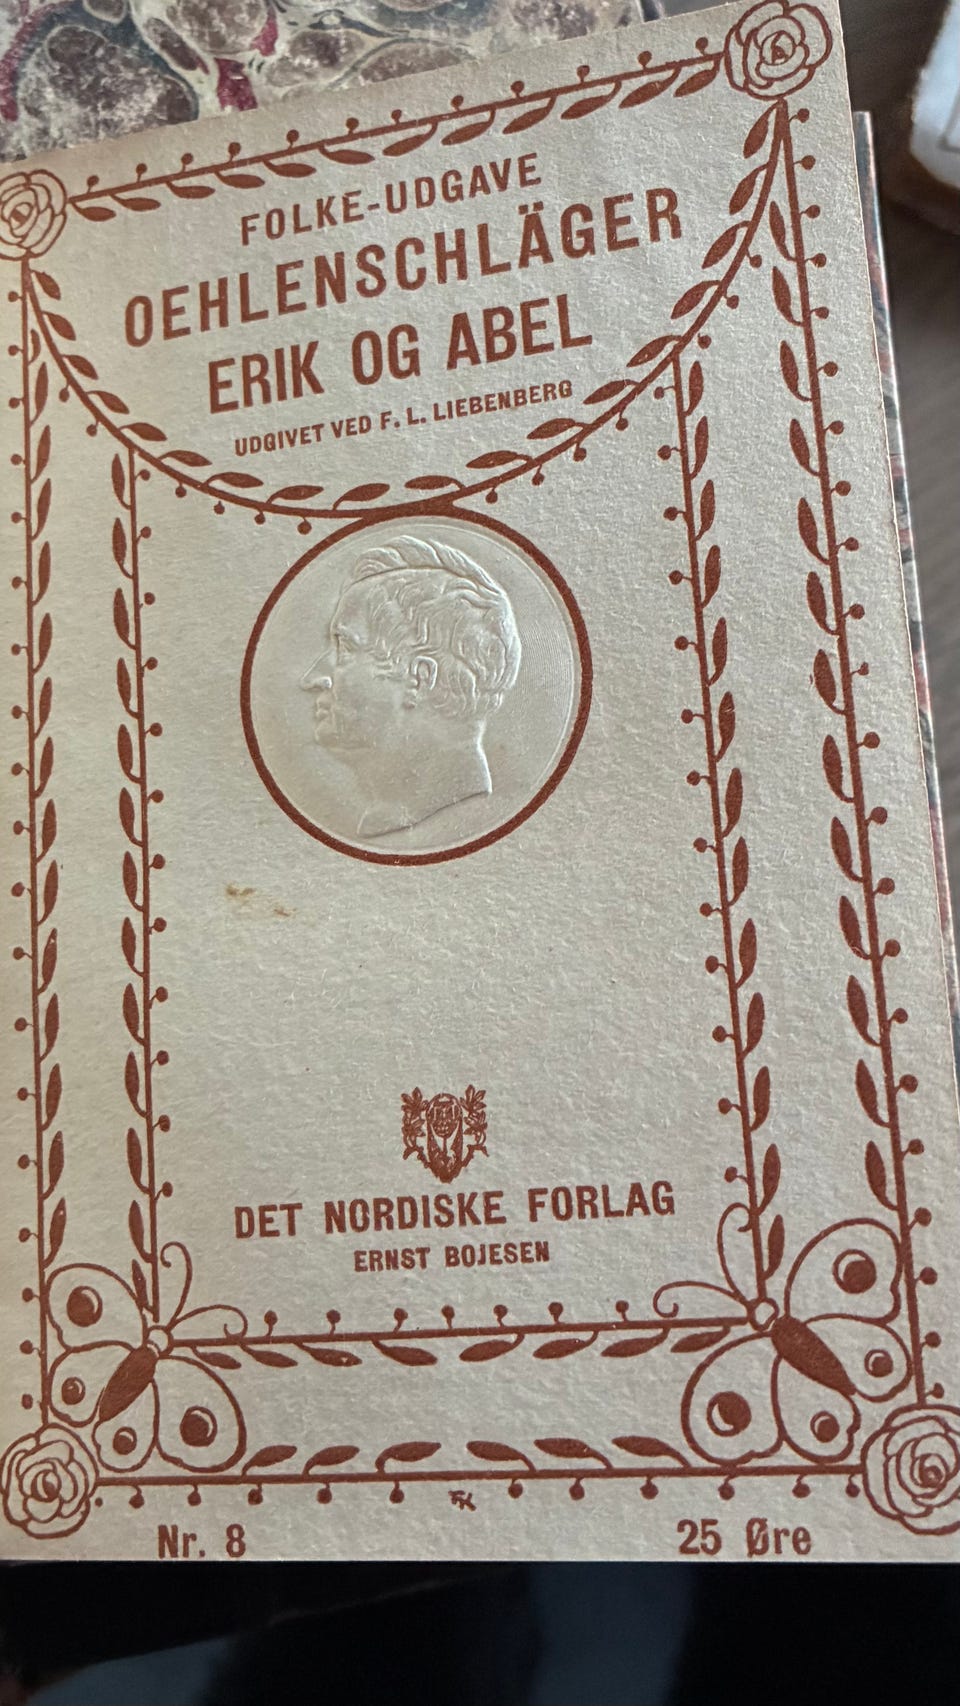 FOLKE-UDGAVE
OEHLENSCHLÄGER
ERIK OG ABEL
UDGIVET VED F. L. LIEBENBERG
DET NORDISKE FORLAG
ERNST BOJESEN
Nr. 8 25 Øre